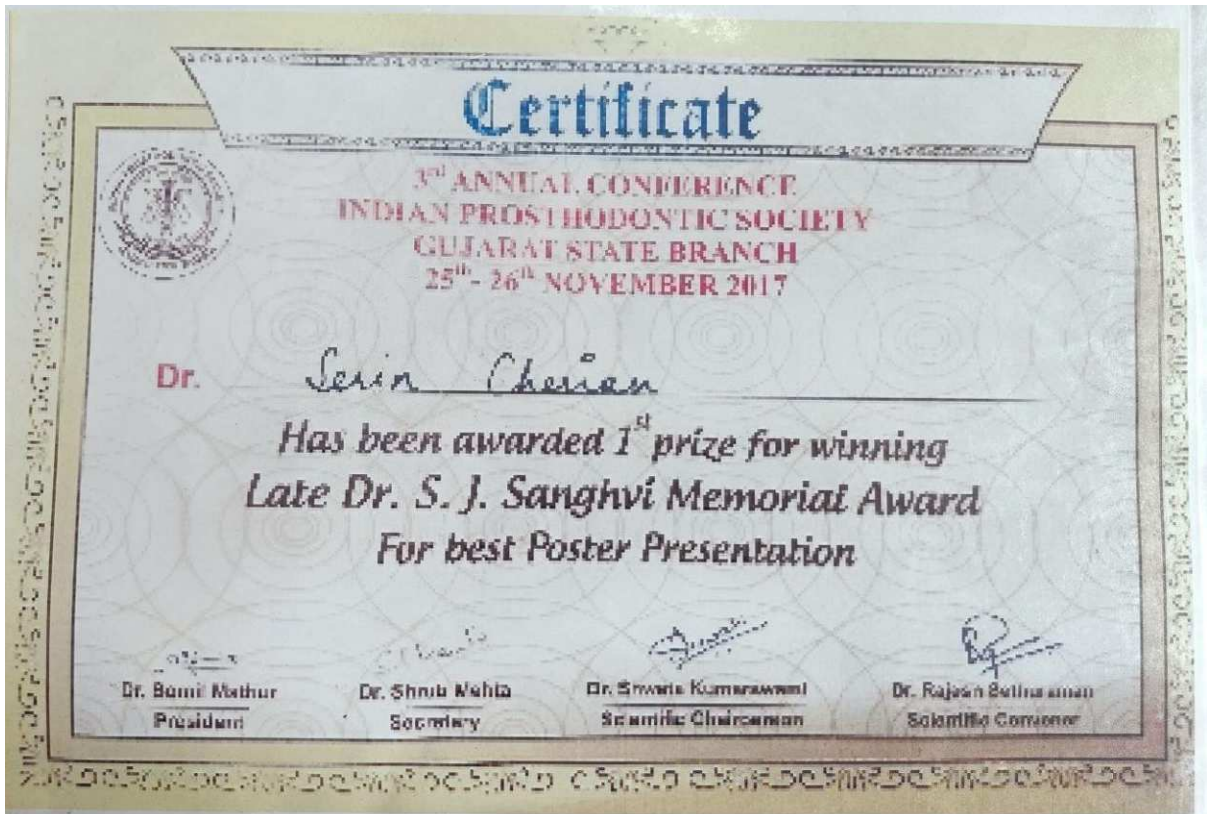 Certificate
3rd ANNUAL CONFERENCE
INDIAN PROSTHODONTIC SOCIETY
GUJARAT STATE BRANCH
25th - 26th NOVEMBER 2017
Dr. Serin Cherian
Has been awarded 1st prize for winning
Late Dr. S. J. Sanghvi Memorial Award
For best Poster Presentation
Dr. Mathur Dr. Mehta Dr. Shweta Kumaraswami Dr. Rajesh Sethuraman
President Secretary Scientific Chairperson Scientific Convenor